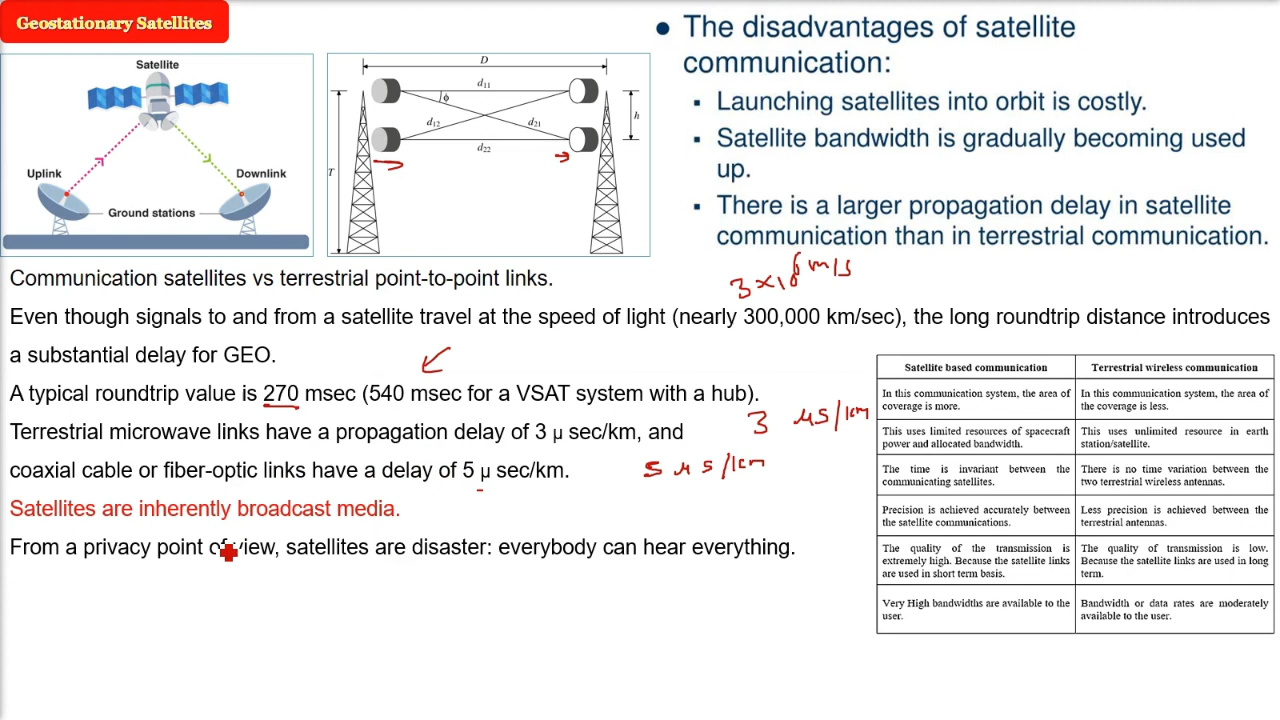 Geostationary Satellites
Satellite
Uplink
Downlink
Ground stations
D
d11
ϕ
d12
d21
d22
h
T
● The disadvantages of satellite
communication:
▪ Launching satellites into orbit is costly.
▪ Satellite bandwidth is gradually becoming used
up.
▪ There is a larger propagation delay in satellite
communication than in terrestrial communication.
Communication satellites vs terrestrial point-to-point links.
3×10⁸ m/s
Even though signals to and from a satellite travel at the speed of light (nearly 300,000 km/sec), the long roundtrip distance introduces
a substantial delay for GEO.
A typical roundtrip value is 270 msec (540 msec for a VSAT system with a hub).
Terrestrial microwave links have a propagation delay of 3 μ sec/km, and
3 μs/km
coaxial cable or fiber-optic links have a delay of 5 μ sec/km.
5 μs/km
Satellites are inherently broadcast media.
From a privacy point of view, satellites are disaster: everybody can hear everything.
Satellite based communication
Terrestrial wireless communication
In this communication system, the area of
coverage is more.
In this communication system, the area of
the coverage is less.
This uses limited resources of spacecraft
power and allocated bandwidth.
This uses unlimited resource in earth
station/satellite.
The time is invariant between the
communicating satellites.
There is no time variation between the
two terrestrial wireless antennas.
Precision is achieved accurately between
the satellite communications.
Less precision is achieved between the
terrestrial antennas.
The quality of the transmission is
extremely high. Because the satellite links
are used in short term basis.
The quality of transmission is low.
Because the satellite links are used in long
term.
Very High bandwidths are available to the
user.
Bandwidth or data rates are moderately
available to the user.